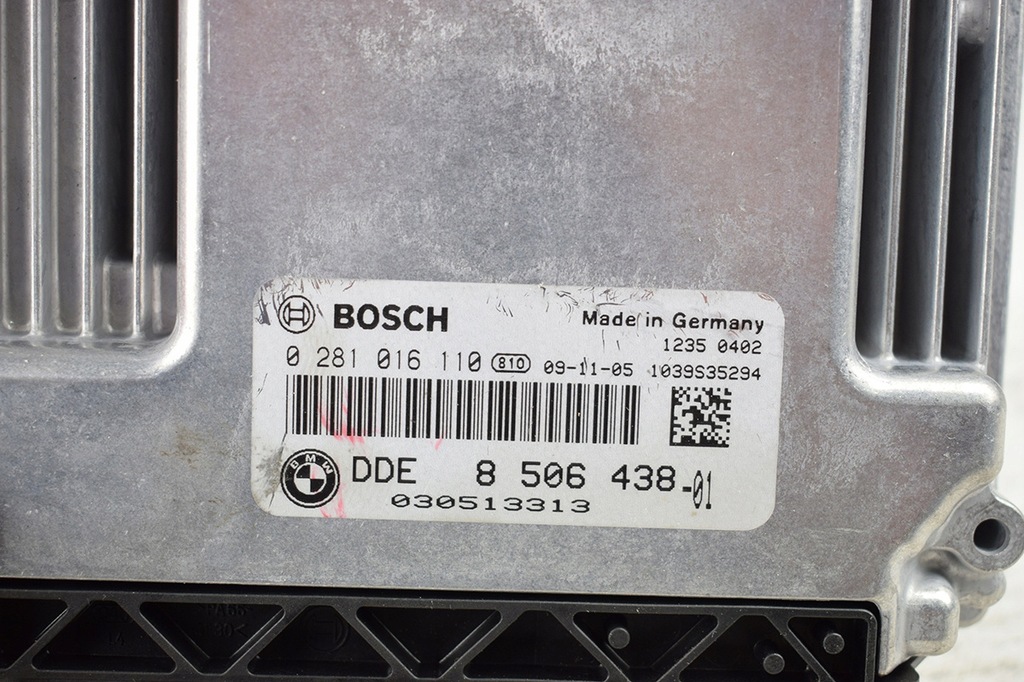 BOSCH
Made in Germany
1235 0402
0 281 016 110 810 09-11-05 1039S35294
BMW DDE 8 506 438-01
030513313